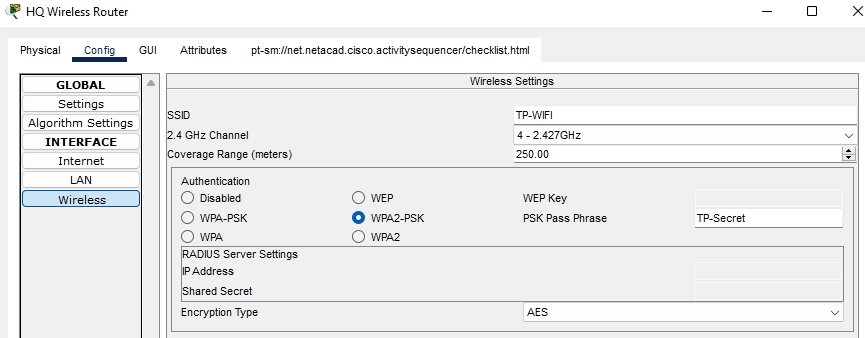 HQ Wireless Router
Physical Config GUI Attributes pt-sm://net.netacad.cisco.activitysequencer/checklist.html
GLOBAL
Settings
Algorithm Settings
INTERFACE
Internet
LAN
Wireless
Wireless Settings
SSID TP-WIFI
2.4 GHz Channel 4 - 2.427GHz
Coverage Range (meters) 250.00
Authentication
Disabled WEP WEP Key
WPA-PSK WPA2-PSK PSK Pass Phrase TP-Secret
WPA WPA2
RADIUS Server Settings
IP Address
Shared Secret
Encryption Type AES